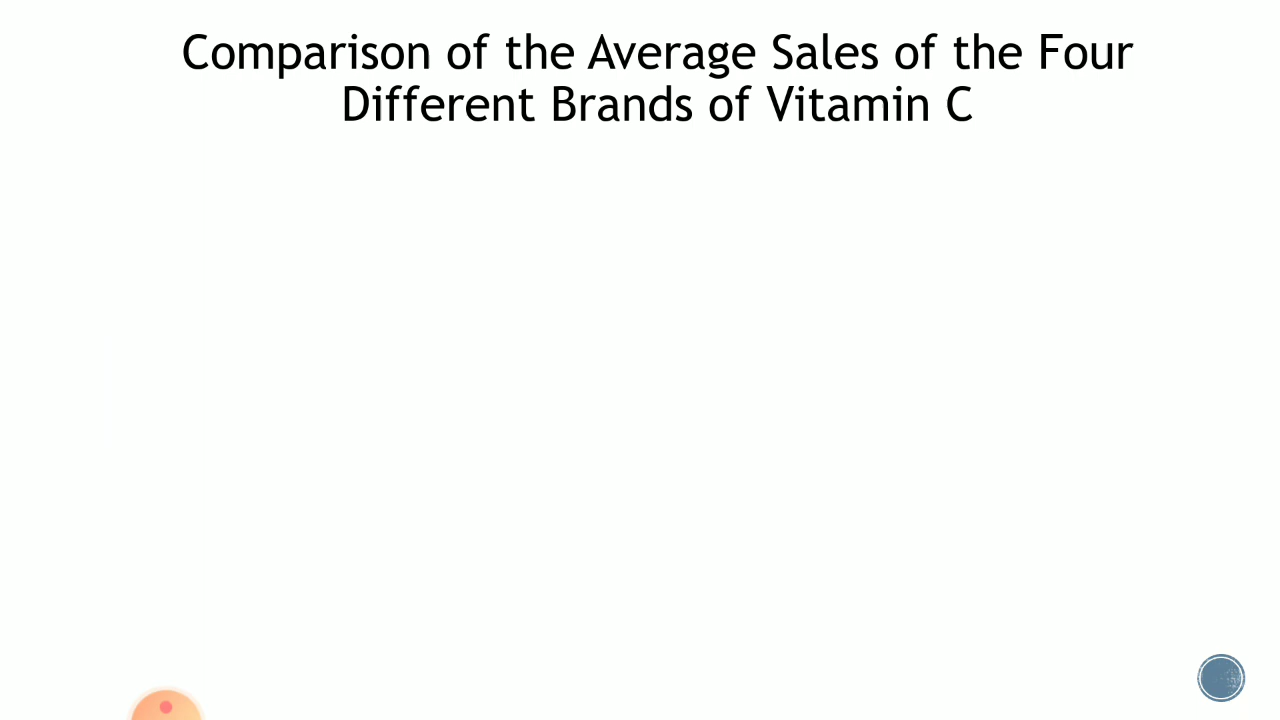 Comparison of the Average Sales of the Four
Different Brands of Vitamin C